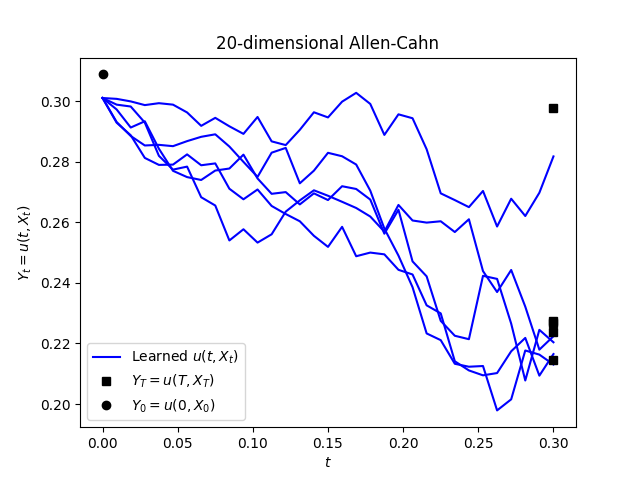 20-dimensional Allen-Cahn
Y_t = u(t, X_t)
0.30
0.28
0.26
0.24
0.22
0.20
Learned u(t, X_t)
Y_T = u(T, X_T)
Y_0 = u(0, X_0)
0.00 0.05 0.10 0.15 0.20 0.25 0.30
t